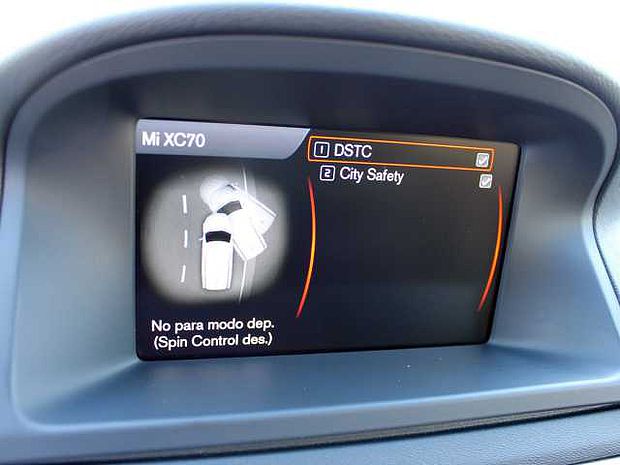 Mi XC70
1 DSTC
2 City Safety
No para modo dep.
(Spin Control des.)